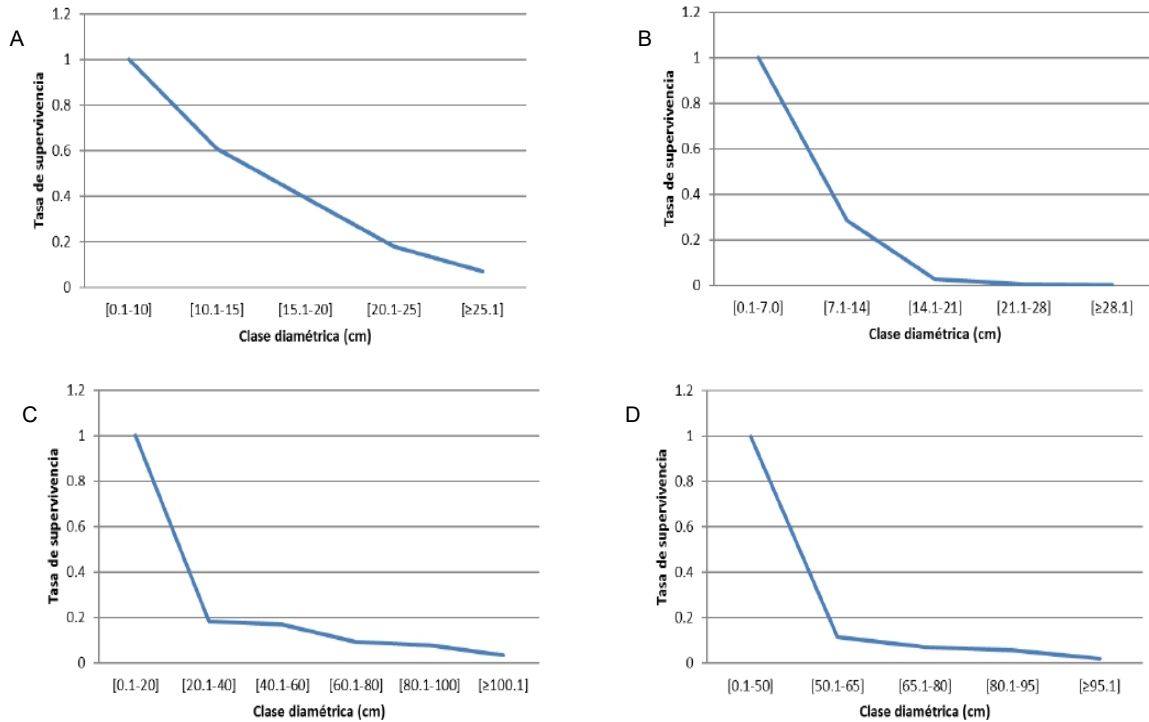 A
Tasa de supervivencia
1.2
1
0.8
0.6
0.4
0.2
0
[0.1-10] [10.1-15] [15.1-20] [20.1-25] [≥25.1]
Clase diamétrica (cm)
B
Tasa de supervivencia
1.2
1
0.8
0.6
0.4
0.2
0
[0.1-7.0] [7.1-14] [14.1-21] [21.1-28] [≥28.1]
Clase diamétrica (cm)
C
Tasa de supervivencia
1.2
1
0.8
0.6
0.4
0.2
0
[0.1-20] [20.1-40] [40.1-60] [60.1-80] [80.1-100] [≥100.1]
Clase diamétrica (cm)
D
Tasa de supervivencia
1.2
1
0.8
0.6
0.4
0.2
0
[0.1-50] [50.1-65] [65.1-80] [80.1-95] [≥95.1]
Clase diamétrica (cm)